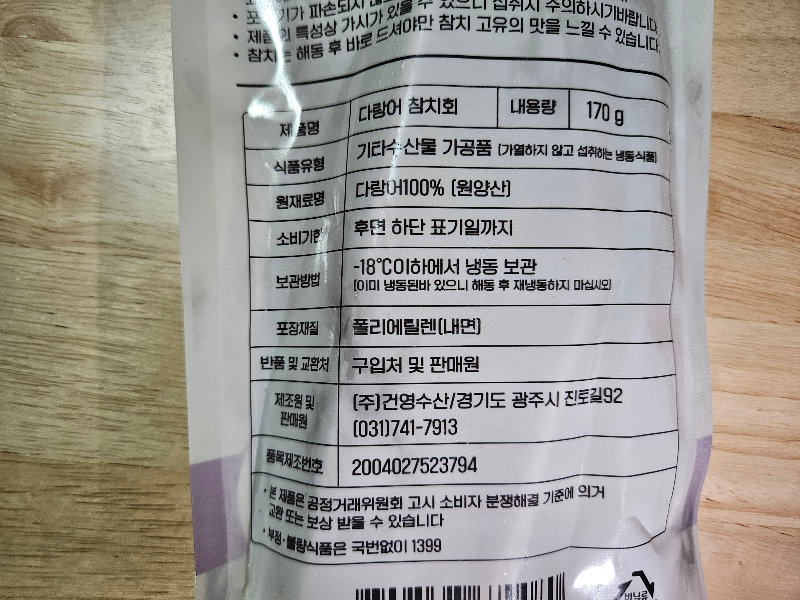 제품의 특성상 가시가 있을 수 있으니 섭취시 주의하시기바랍니다.
• 참치는 해동 후 바로 드셔야만 참치 고유의 맛을 느낄 수 있습니다.
제품명 다랑어 참치회 내용량 170 g
식품유형 기타수산물 가공품 (가열하지 않고 섭취하는 냉동식품)
원재료명 다랑어100% (원양산)
소비기한 후면 하단 표기일까지
보관방법 -18℃이하에서 냉동 보관
(이미 냉동된바 있으니 해동 후 재냉동하지 마십시오)
포장재질 폴리에틸렌(내면)
반품 및 교환처 구입처 및 판매원
제조원 및 판매원 (주)건영수산/경기도 광주시 진로길92
(031)741-7913
품목제조번호 2004027523794
• 본 제품은 공정거래위원회 고시 소비자 분쟁해결 기준에 의거
교환 또는 보상 받을 수 있습니다
• 부정·불량식품은 국번없이 1399
비닐류